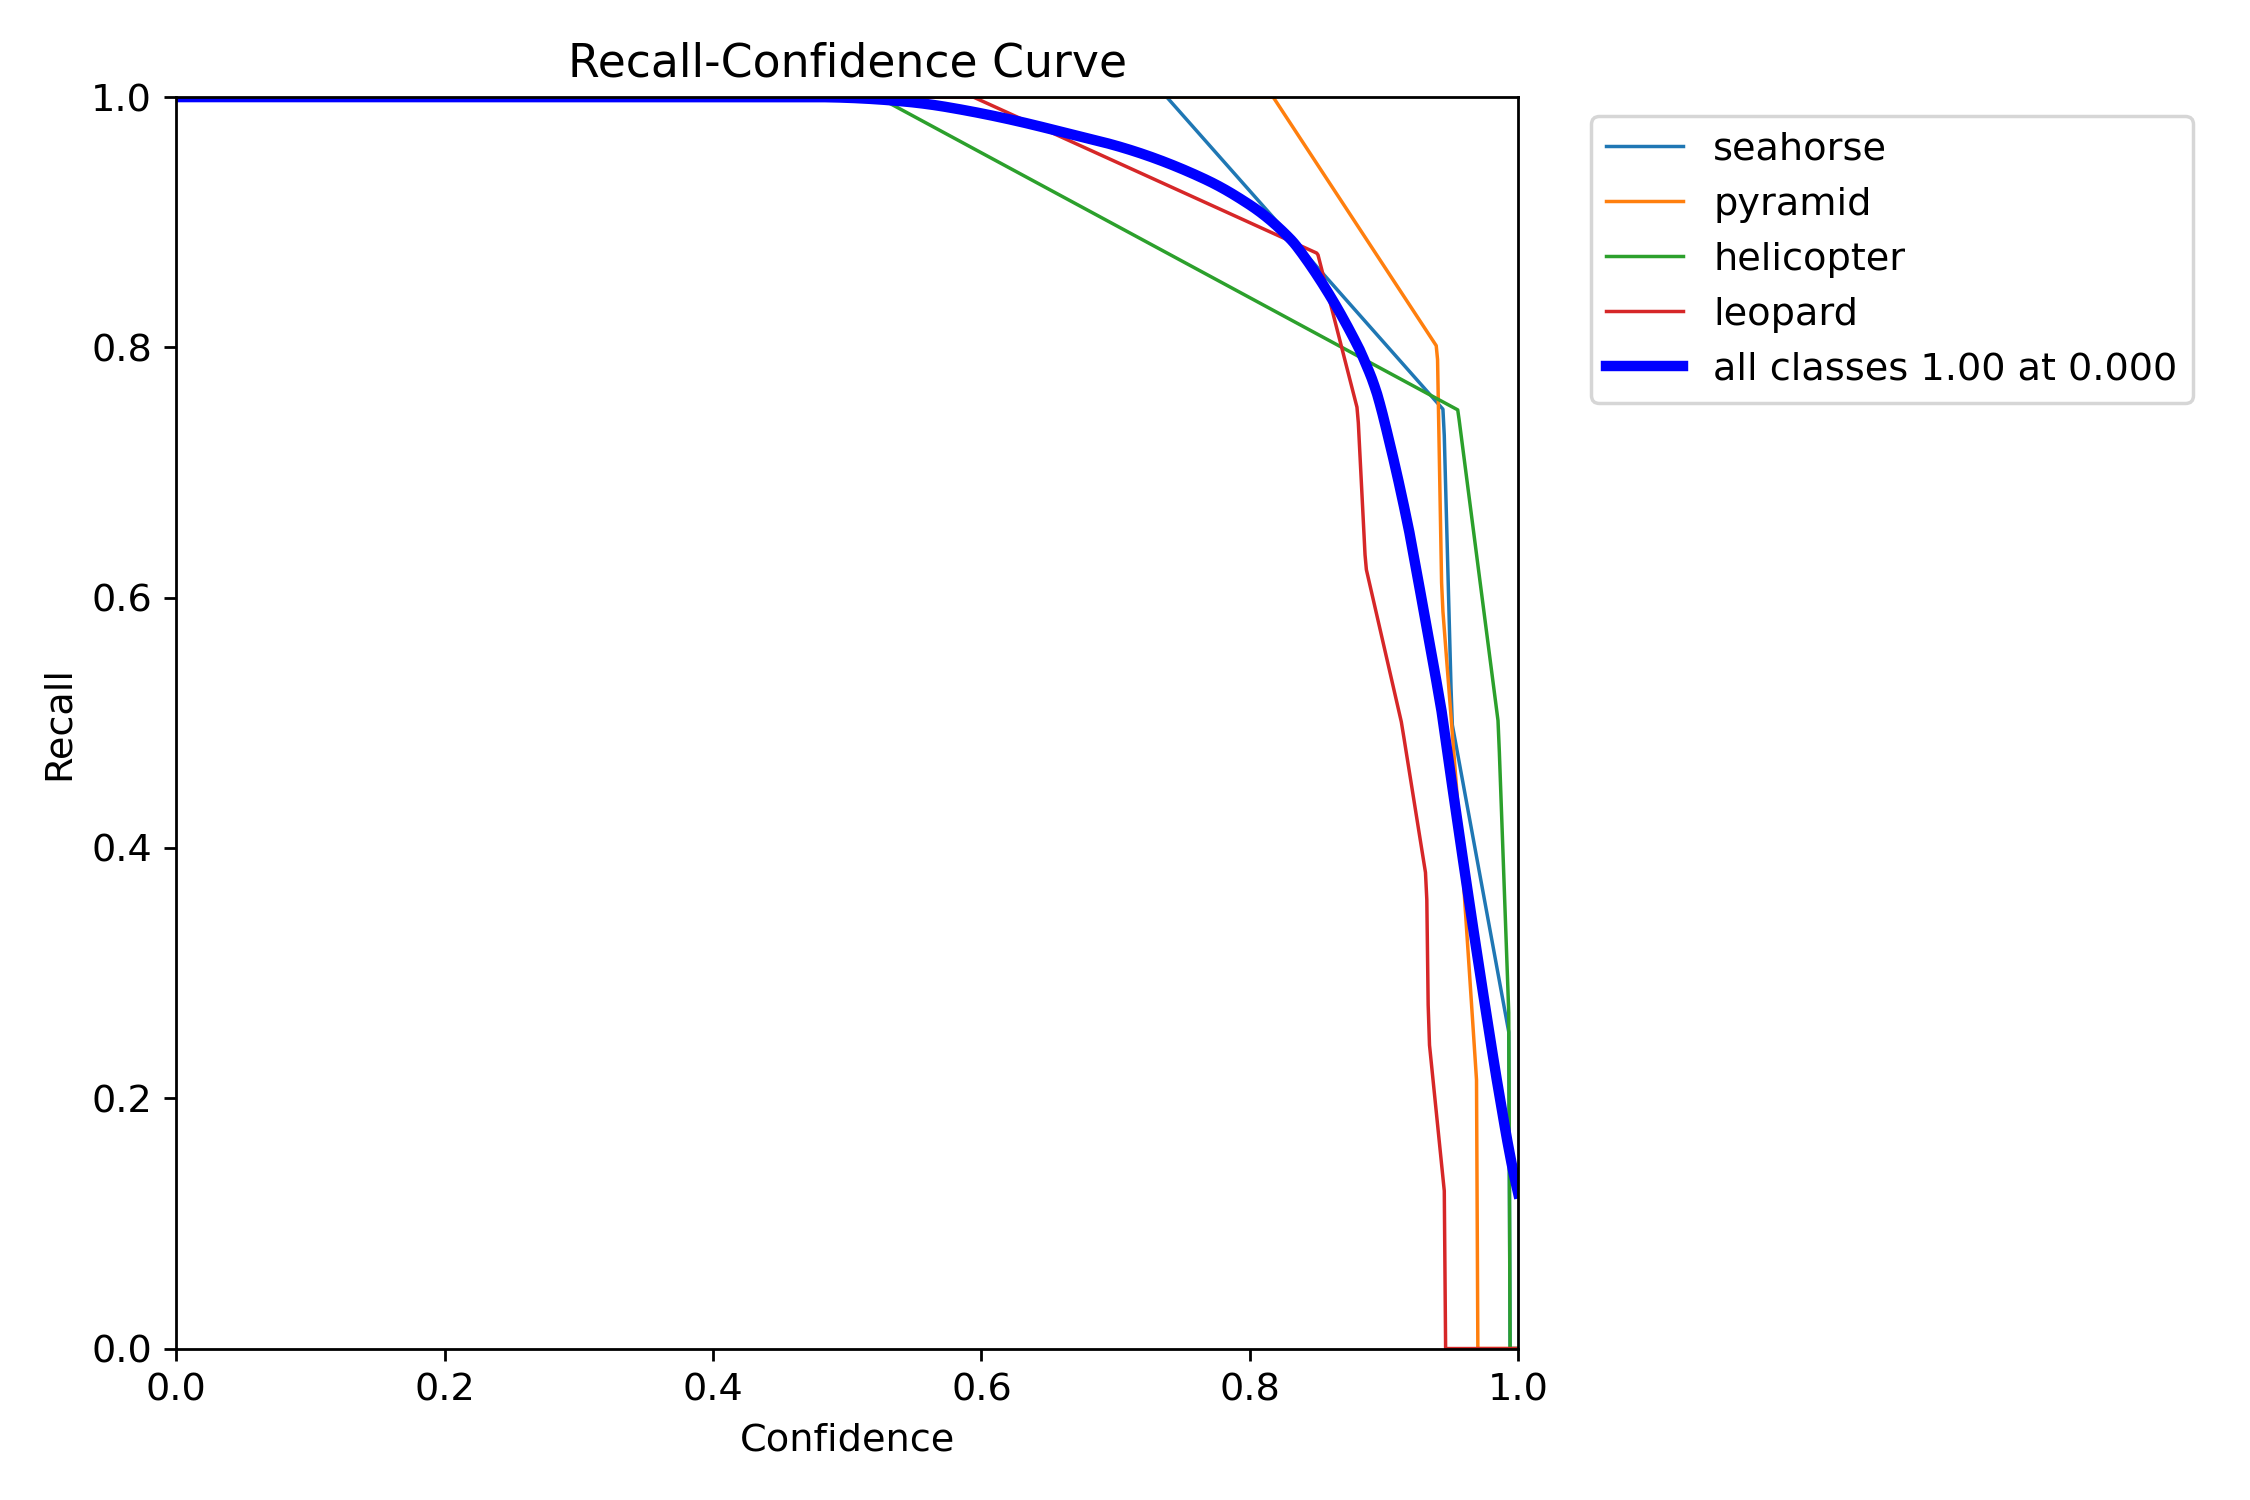 Recall-Confidence Curve
1.0
0.8
0.6
0.4
0.2
0.0
Recall
0.0 0.2 0.4 0.6 0.8 1.0
Confidence
seahorse
pyramid
helicopter
leopard
all classes 1.00 at 0.000